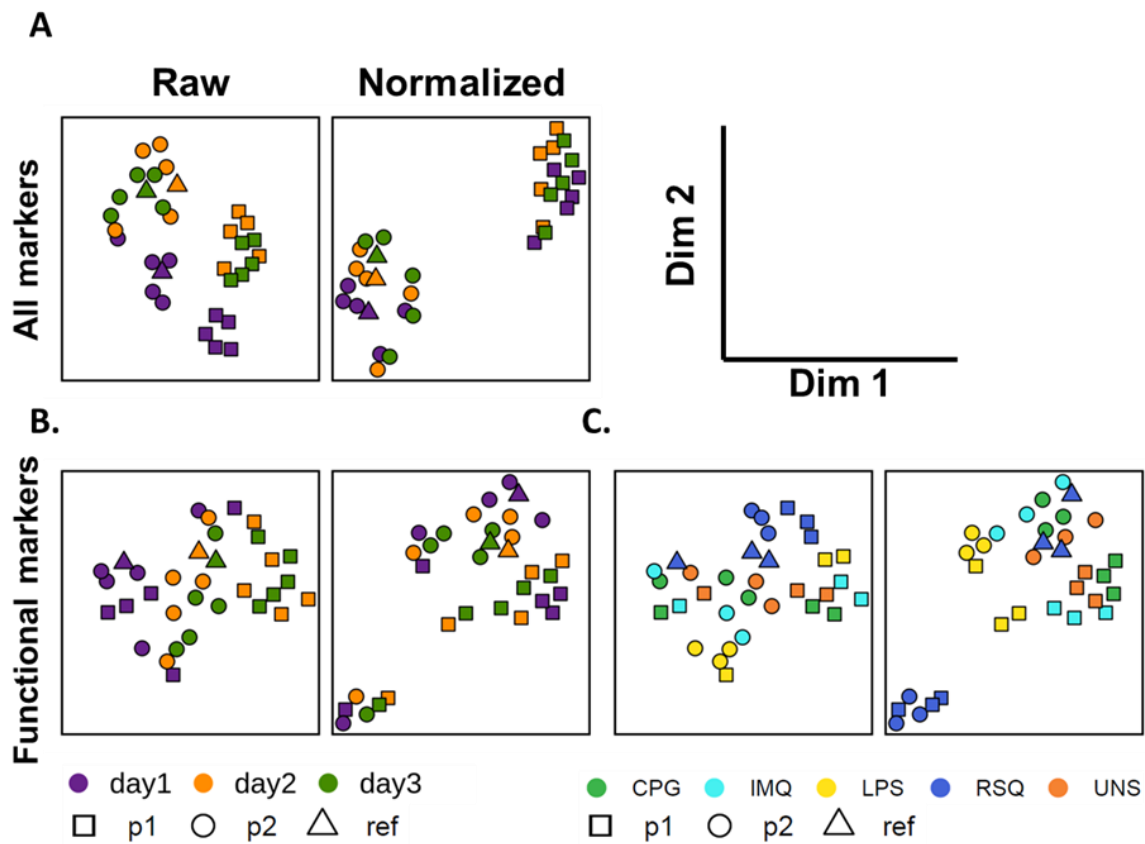 A
Raw Normalized
All markers
Dim 2
Dim 1
B. C.
Functional markers
day1 day2 day3
p1 p2 ref
CPG IMQ LPS RSQ UNS
p1 p2 ref